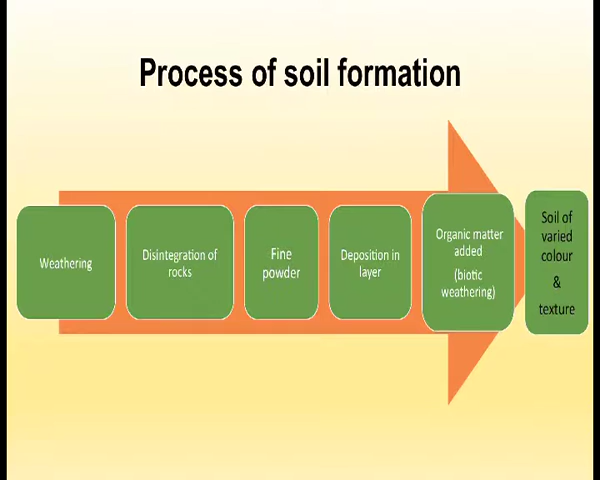 Process of soil formation
Weathering
Disintegration of
rocks
Fine
powder
Deposition in
layer
Organic matter
added
(biotic
weathering)
Soil of
varied
colour
&
texture